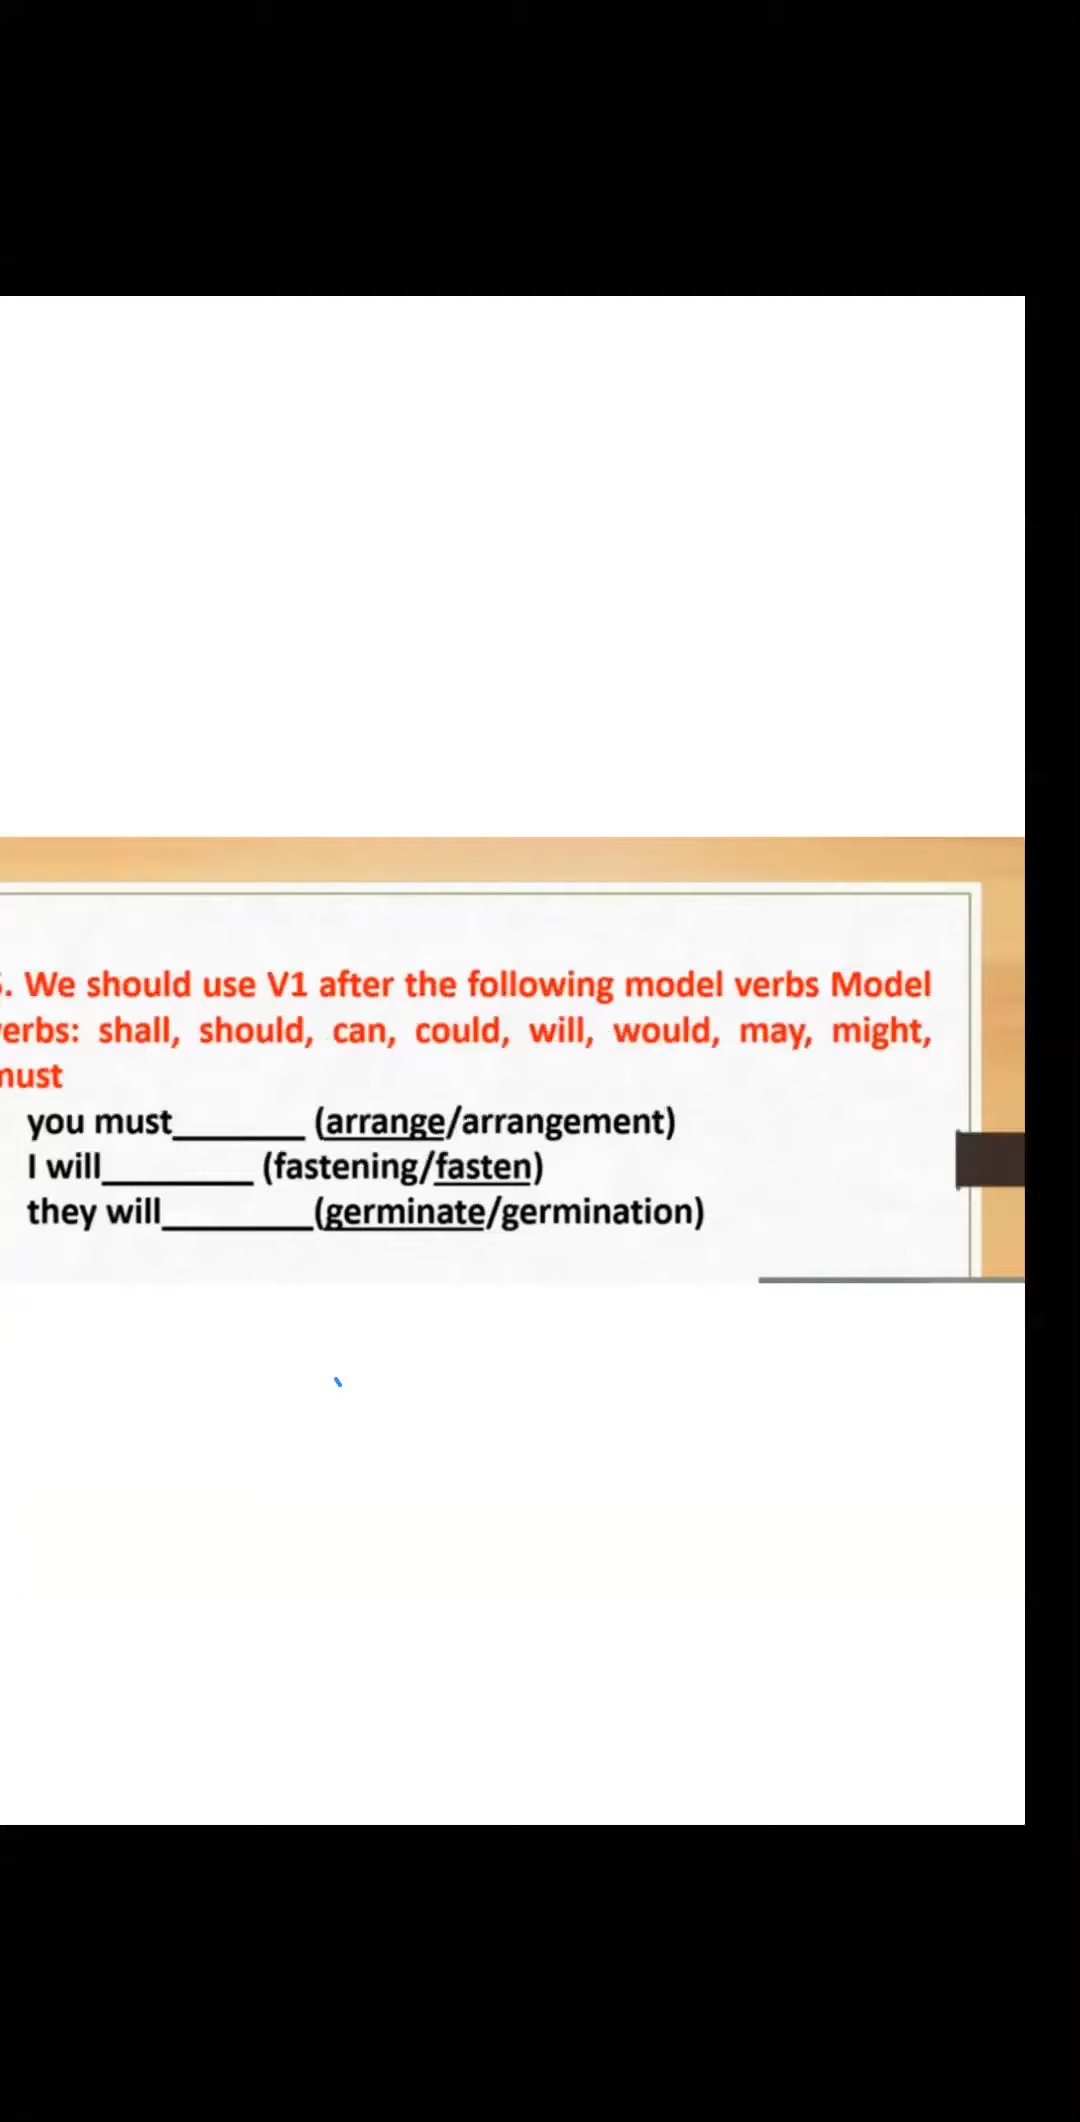 . We should use V1 after the following model verbs Model
erbs: shall, should, can, could, will, would, may, might,
must
you must_______ (arrange/arrangement)
I will________ (fastening/fasten)
they will________(germinate/germination)